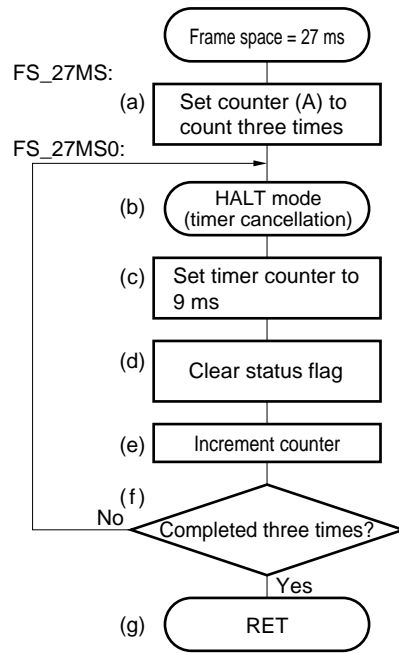 Frame space = 27 ms
FS_27MS:
(a)
Set counter (A) to
count three times
FS_27MS0:
(b)
HALT mode
(timer cancellation)
(c)
Set timer counter to
9 ms
(d)
Clear status flag
(e)
Increment counter
(f)
No
Completed three times?
Yes
(g)
RET